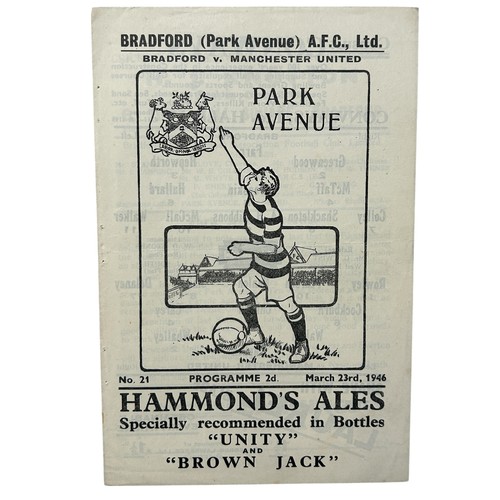 BRADFORD (Park Avenue) A.F.C., Ltd.
BRADFORD v. MANCHESTER UNITED
PARK
AVENUE
No. 21 PROGRAMME 2d. March 23rd, 1946
HAMMOND'S ALES
Specially recommended in Bottles
"UNITY"
AND
"BROWN JACK"